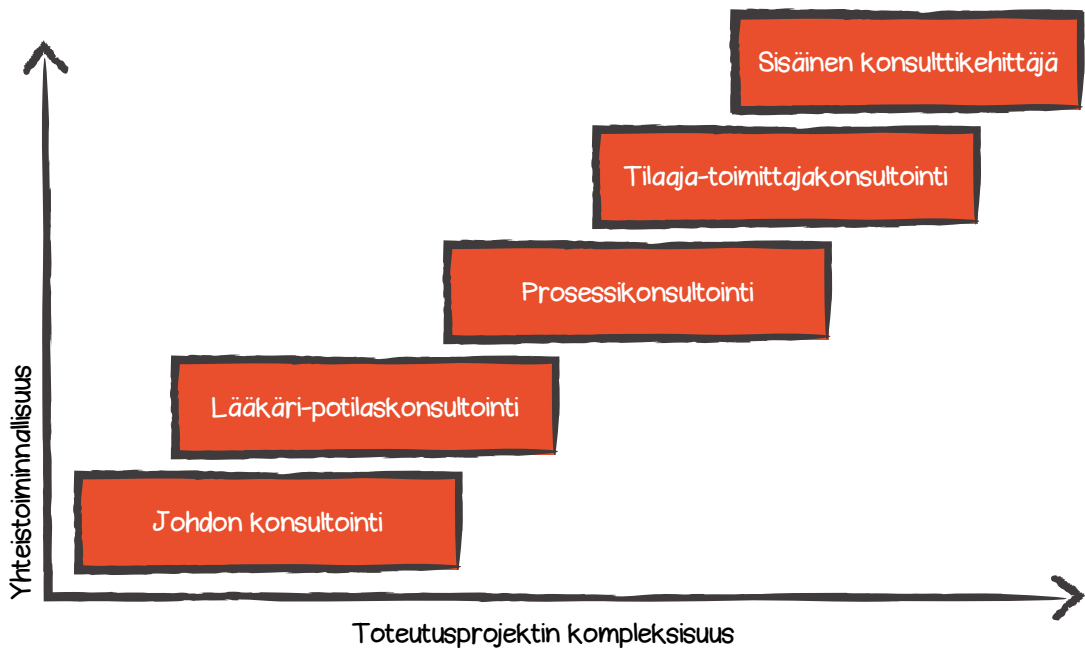 Sisäinen konsulttikehittäjä
Tilaaja-toimittajakonsultointi
Prosessikonsultointi
Lääkäri-potilaskonsultointi
Johdon konsultointi
Yhteistoiminnallisuus
Toteutusprojektin kompleksisuus